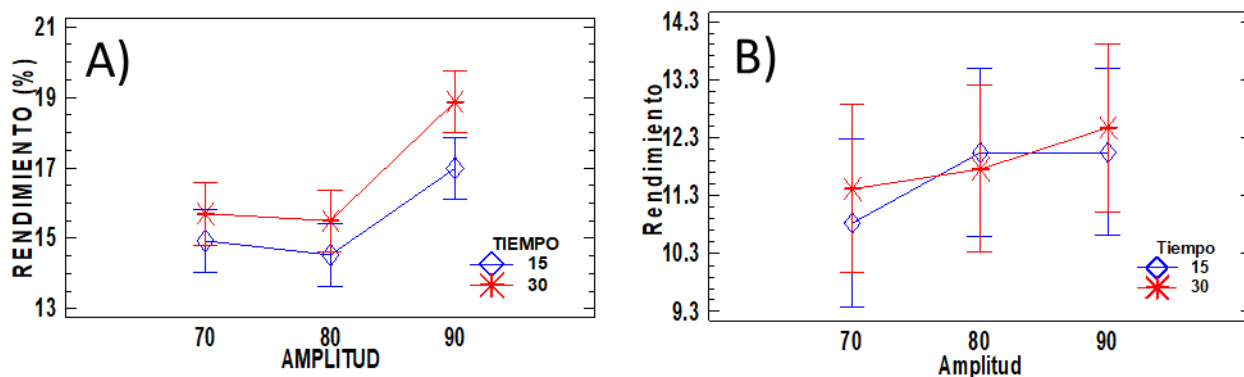 A)
RENDIMIENTO (%)
21
19
17
15
13
70 80 90
AMPLITUD
TIEMPO
15
30
B)
Rendimiento
14.3
13.3
12.3
11.3
10.3
9.3
70 80 90
Amplitud
Tiempo
15
30